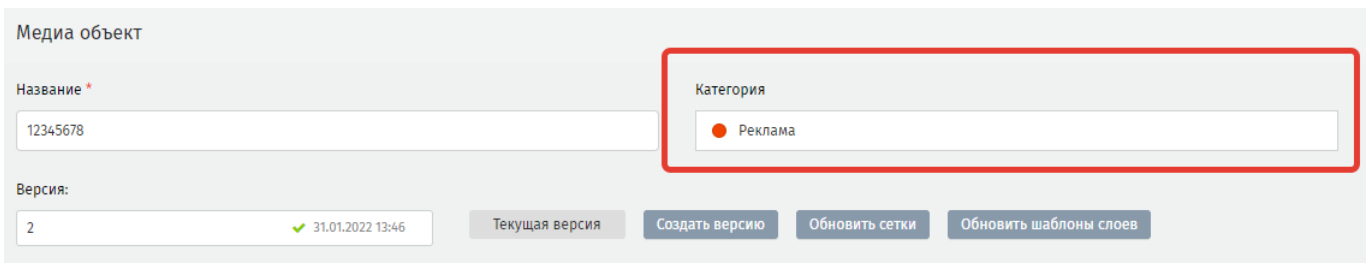 Медиа объект
Название *
Категория
12345678
Реклама
Версия:
2 31.01.2022 13:46 Текущая версия Создать версию Обновить сетки Обновить шаблоны слоев